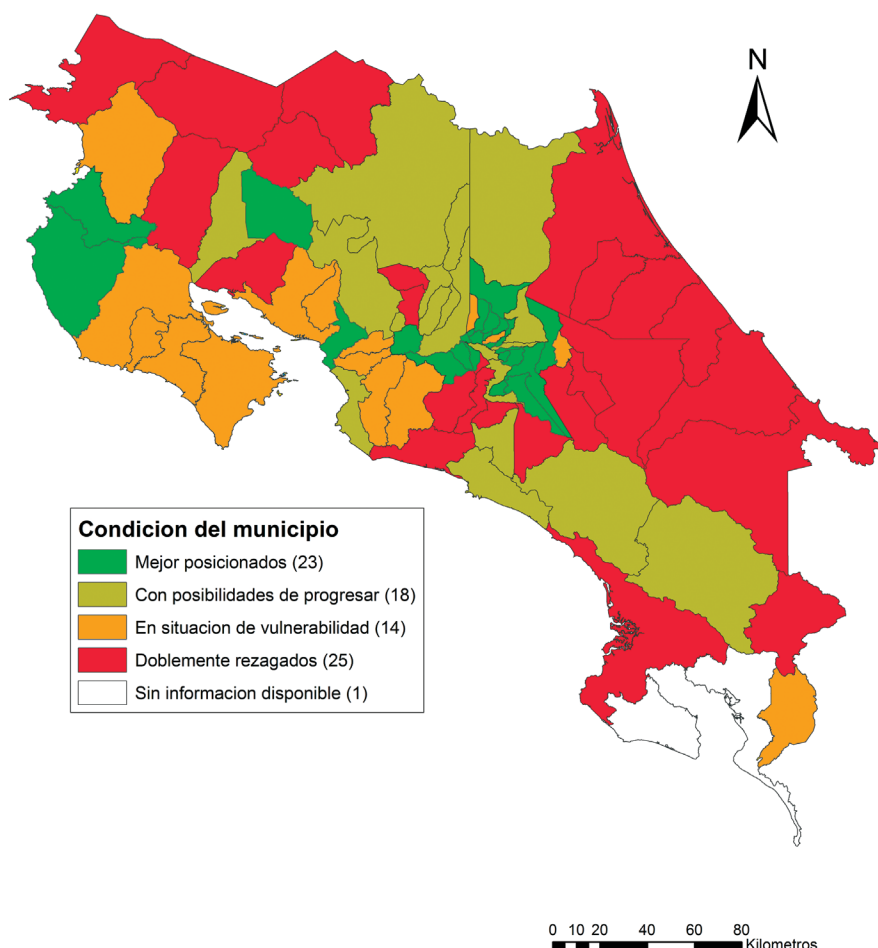 N
Condicion del municipio
Mejor posicionados (23)
Con posibilidades de progresar (18)
En situacion de vulnerabilidad (14)
Doblemente rezagados (25)
Sin informacion disponible (1)
0 10 20 40 60 80
Kilometros